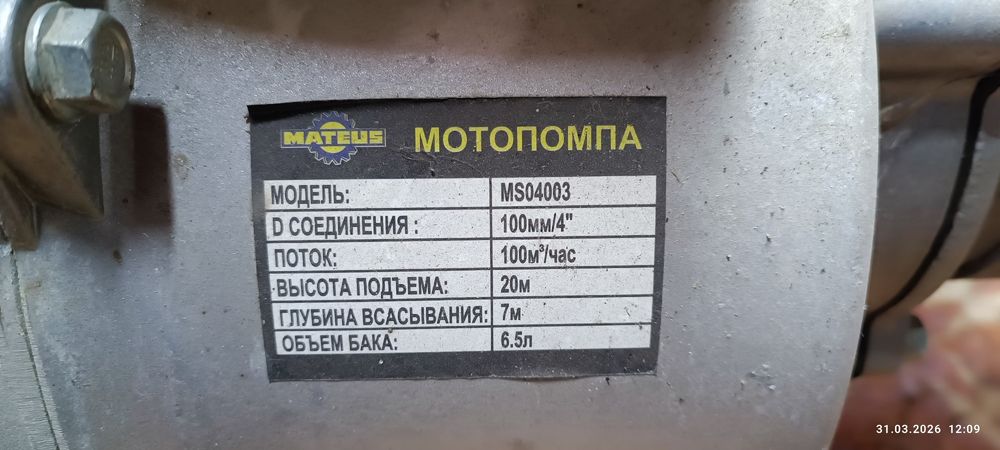 MATEUS МОТОПОМПА
МОДЕЛЬ: MS04003
D СОЕДИНЕНИЯ : 100мм/4"
ПОТОК: 100м³/час
ВЫСОТА ПОДЪЕМА: 20м
ГЛУБИНА ВСАСЫВАНИЯ: 7м
ОБЪЕМ БАКА: 6.5л
31.03.2026 12:09